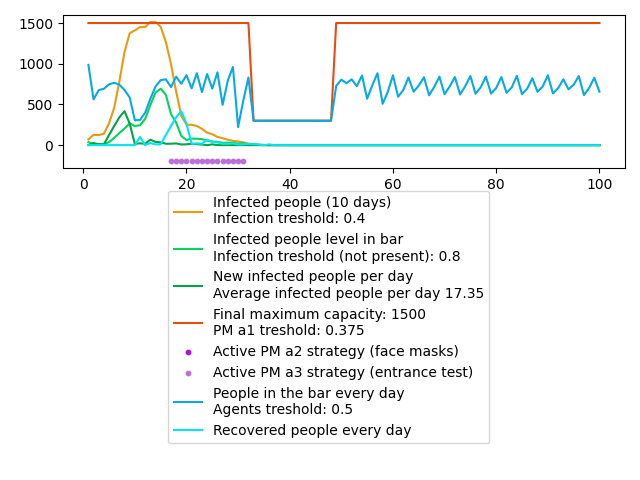 1500
1000
500
0
0
20
40
60
80
100
Infected people (10 days)
Infection treshold: 0.4
Infected people level in bar
Infection treshold (not present): 0.8
New infected people per day
Average infected people per day 17.35
Final maximum capacity: 1500
PM a1 treshold: 0.375
Active PM a2 strategy (face masks)
Active PM a3 strategy (entrance test)
People in the bar every day
Agents treshold: 0.5
Recovered people every day